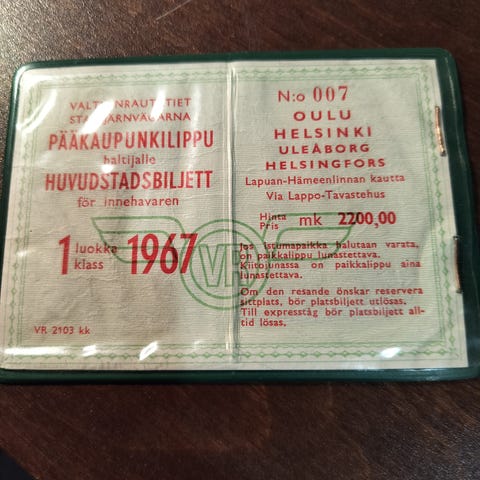 VALTIONRAUTATIET
STATSJÄRNVÄGARNA
PÄÄKAUPUNKILIPPU
haltijalle
HUVUDSTADSBILJETT
för innehavaren
1 luokka
klass
1967
VR 2103 kk
N:o 007
OULU
HELSINKI
ULEÅBORG
HELSINGFORS
Lapuan-Hämeenlinnan kautta
Via Lappo-Tavastehus
Hinta
Pris mk 2200,00
VR
Jos istumapaikka halutaan varata,
on paikkalippu lunastettava.
Kiitojunassa on paikkalippu aina
lunastettava.
Om den resande önskar reservera
sittplats, bör platsbiljett utlösas.
Till expresståg bör platsbiljett all-
tid lösas.